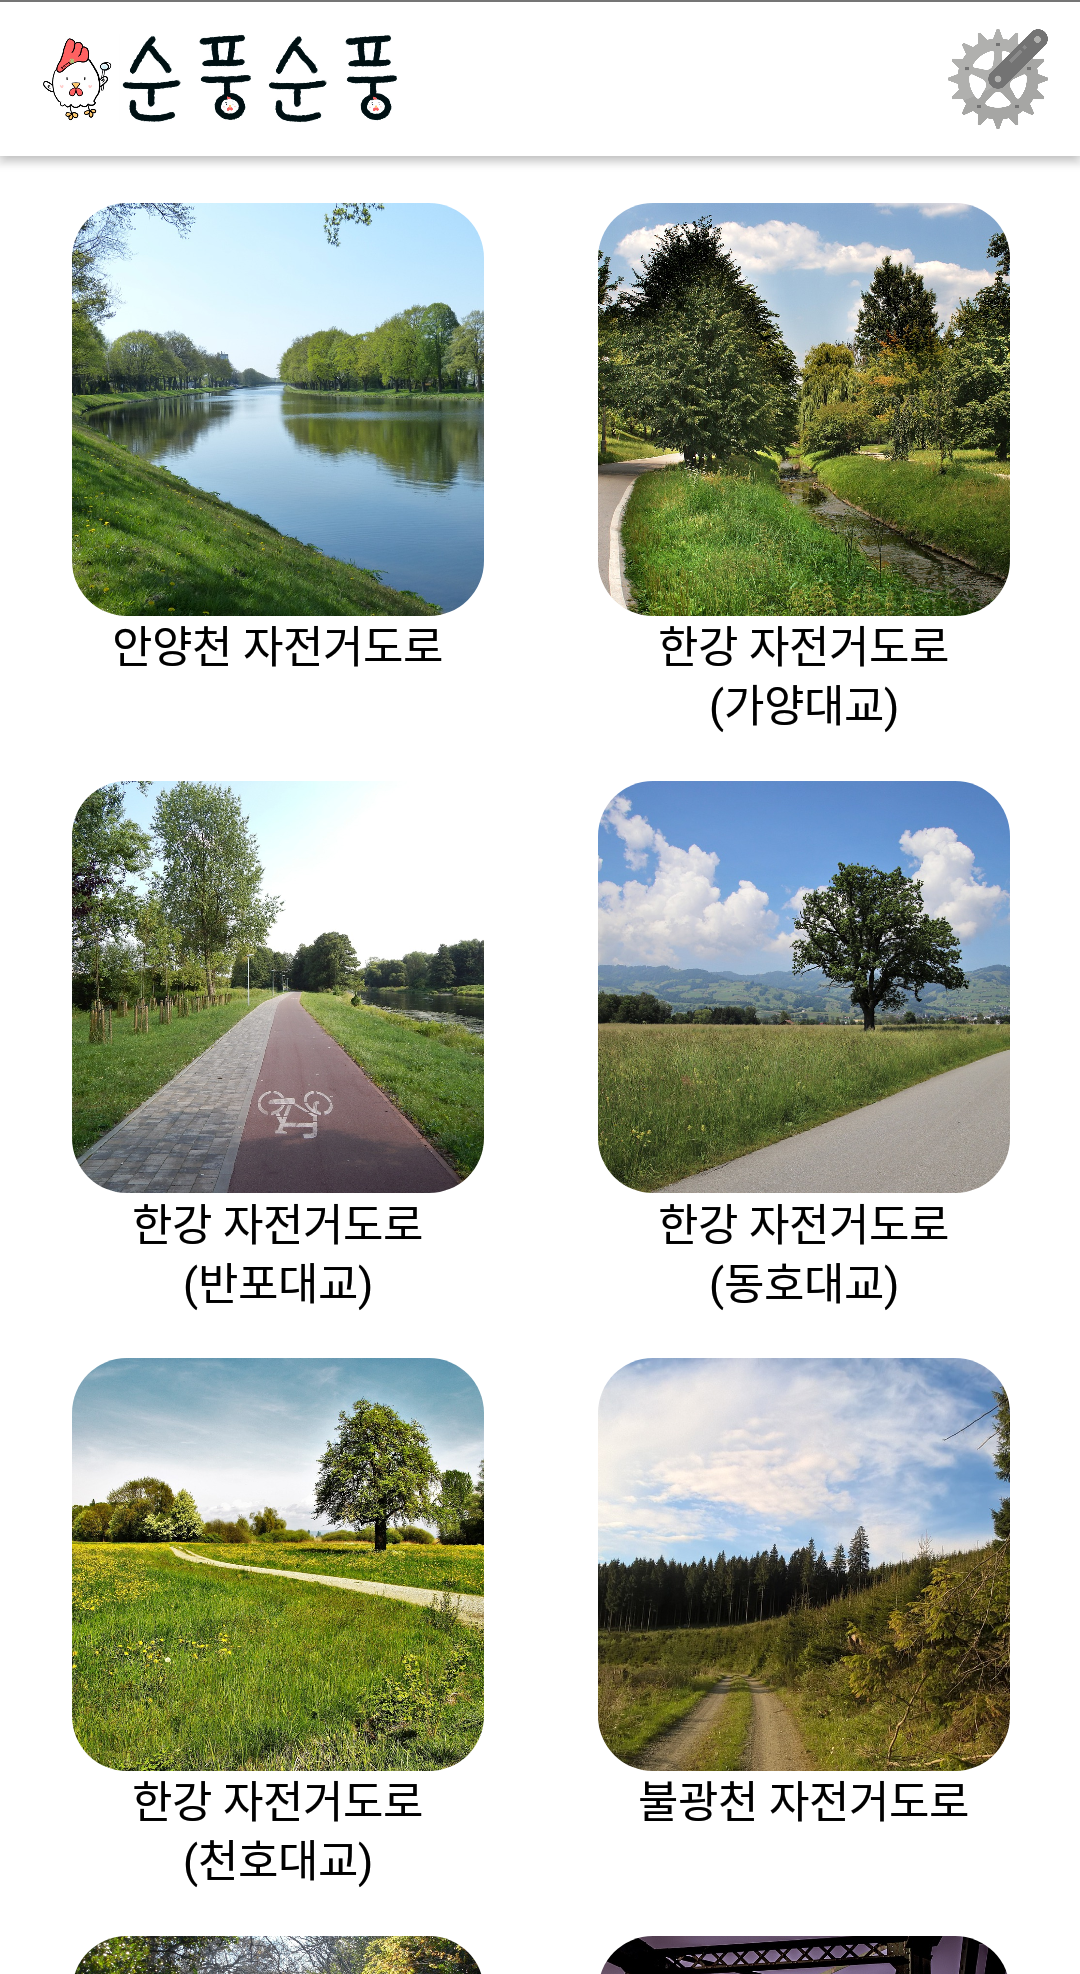 순풍순풍
안양천 자전거도로
한강 자전거도로
(가양대교)
한강 자전거도로
(반포대교)
한강 자전거도로
(동호대교)
한강 자전거도로
(천호대교)
불광천 자전거도로